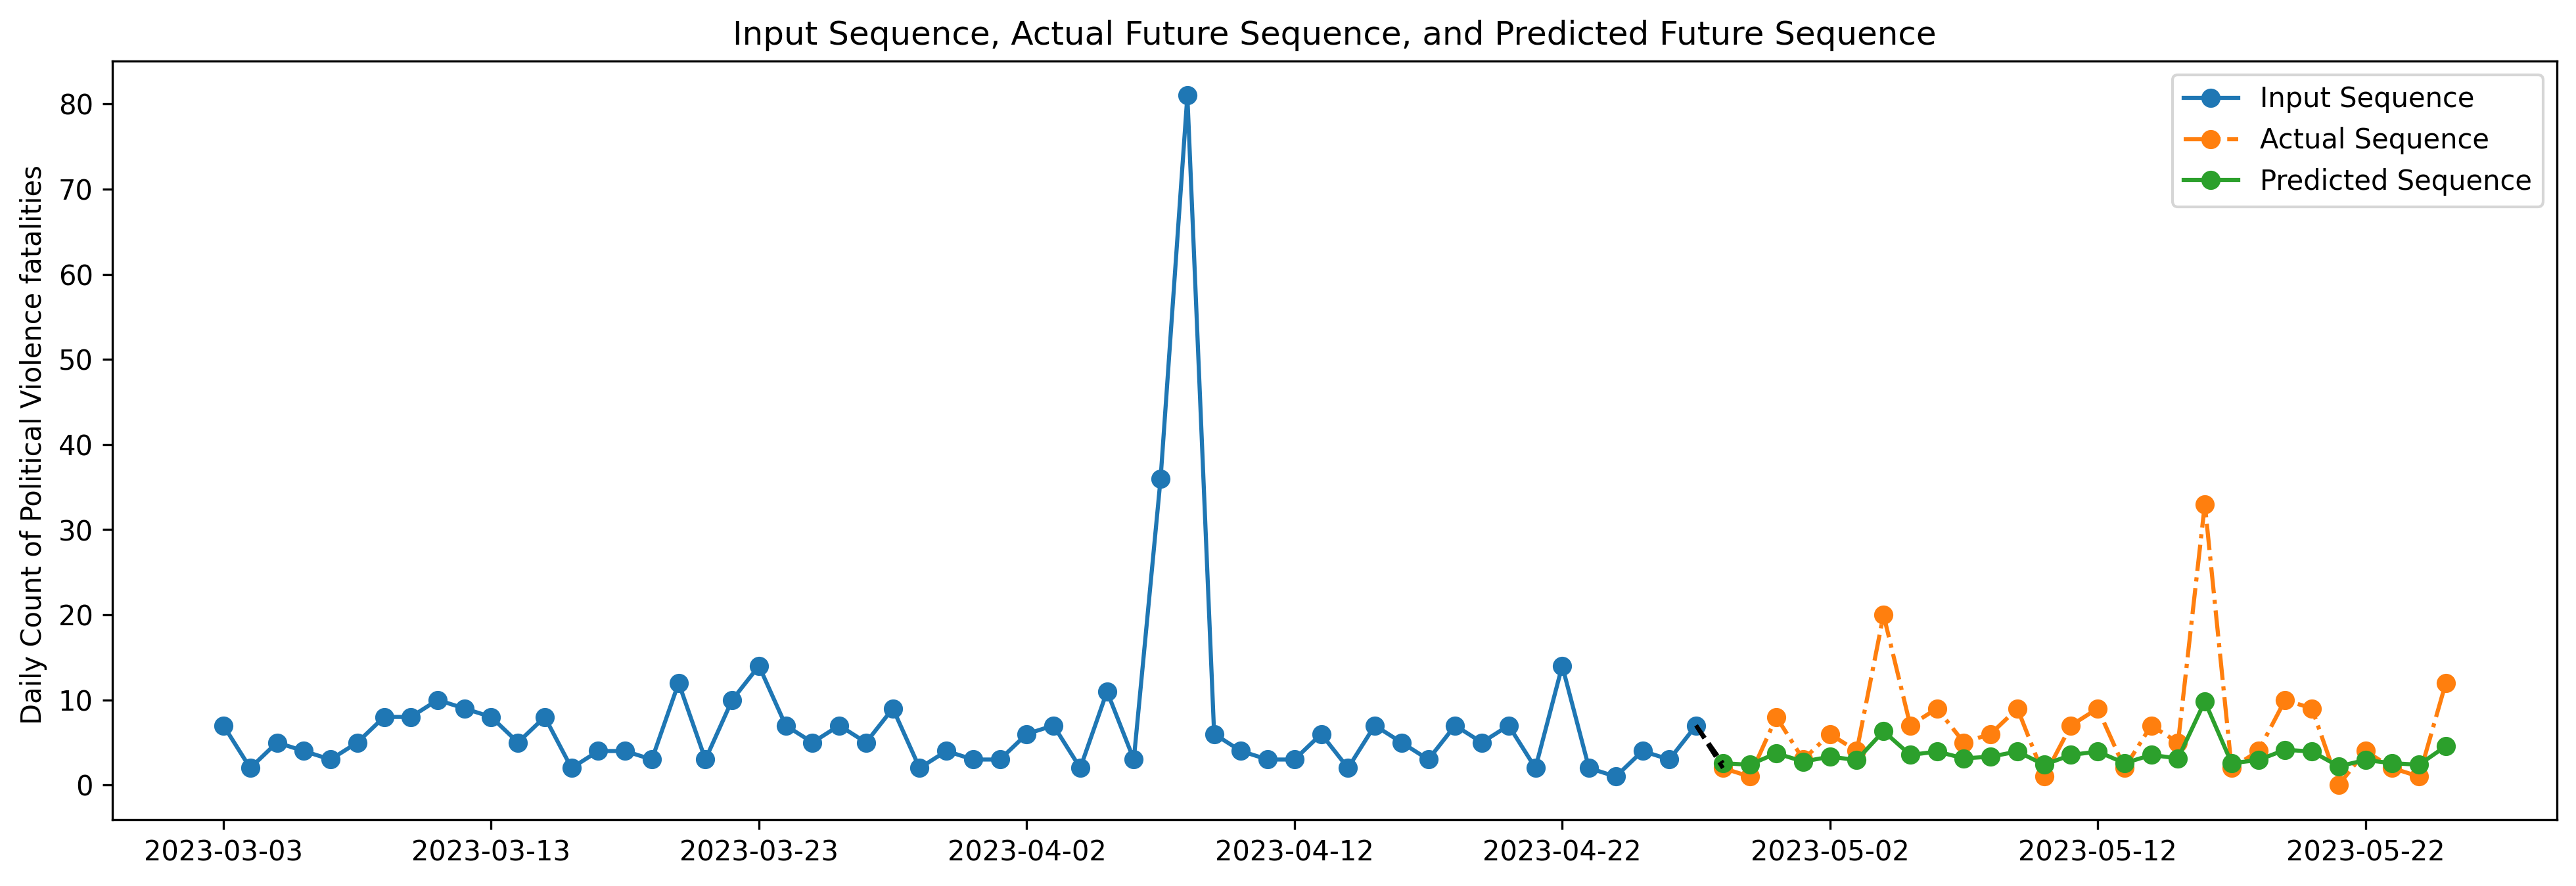 Input Sequence, Actual Future Sequence, and Predicted Future Sequence
Input Sequence
Actual Sequence
Predicted Sequence
Daily Count of Political Violence fatalities
80
70
60
50
40
30
20
10
0
2023-03-03 2023-03-13 2023-03-23 2023-04-02 2023-04-12 2023-04-22 2023-05-02 2023-05-12 2023-05-22